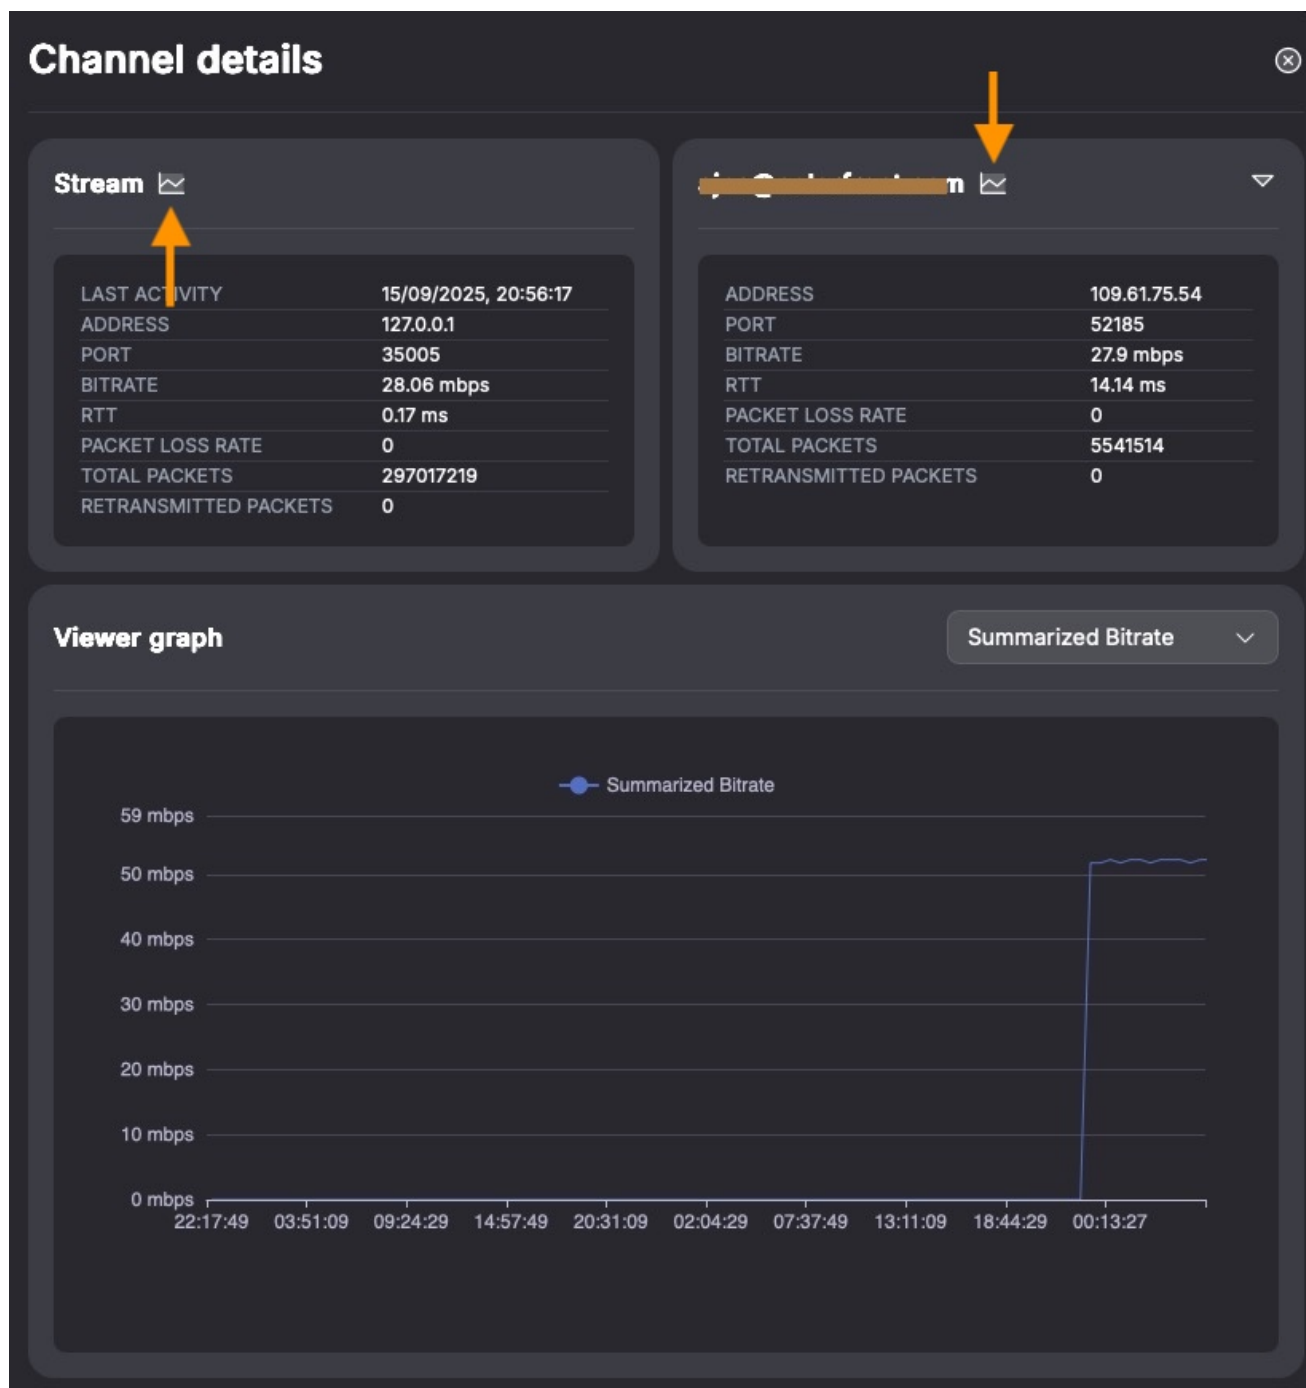 Channel details
Stream
LAST ACTIVITY 15/09/2025, 20:56:17
ADDRESS 127.0.0.1
PORT 35005
BITRATE 28.06 mbps
RTT 0.17 ms
PACKET LOSS RATE 0
TOTAL PACKETS 297017219
RETRANSMITTED PACKETS 0
ADDRESS 109.61.75.54
PORT 52185
BITRATE 27.9 mbps
RTT 14.14 ms
PACKET LOSS RATE 0
TOTAL PACKETS 5541514
RETRANSMITTED PACKETS 0
Viewer graph
Summarized Bitrate
Summarized Bitrate
59 mbps
50 mbps
40 mbps
30 mbps
20 mbps
10 mbps
0 mbps
22:17:49 03:51:09 09:24:29 14:57:49 20:31:09 02:04:29 07:37:49 13:11:09 18:44:29 00:13:27